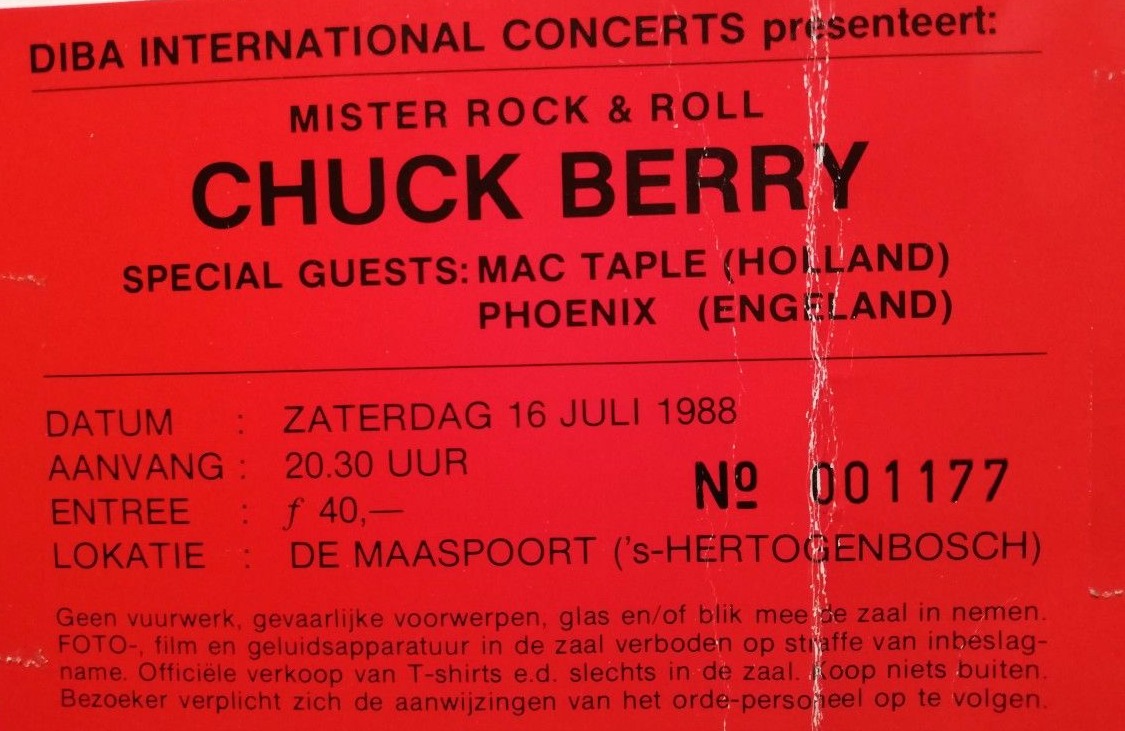 DIBA INTERNATIONAL CONCERTS presenteert:
MISTER ROCK & ROLL
CHUCK BERRY
SPECIAL GUESTS: MAC TAPLE (HOLLAND)
PHOENIX (ENGELAND)
DATUM : ZATERDAG 16 JULI 1988
AANVANG : 20.30 UUR
Nº 001177
ENTREE : ƒ 40,—
LOKATIE : DE MAASPOORT ('s-HERTOGENBOSCH)
Geen vuurwerk, gevaarlijke voorwerpen, glas en/of blik mee de zaal in nemen.
FOTO-, film en geluidsapparatuur in de zaal verboden op straffe van inbeslag-
name. Officiële verkoop van T-shirts e.d. slechts in de zaal. Koop niets buiten.
Bezoeker verplicht zich de aanwijzingen van het orde-personeel op te volgen.